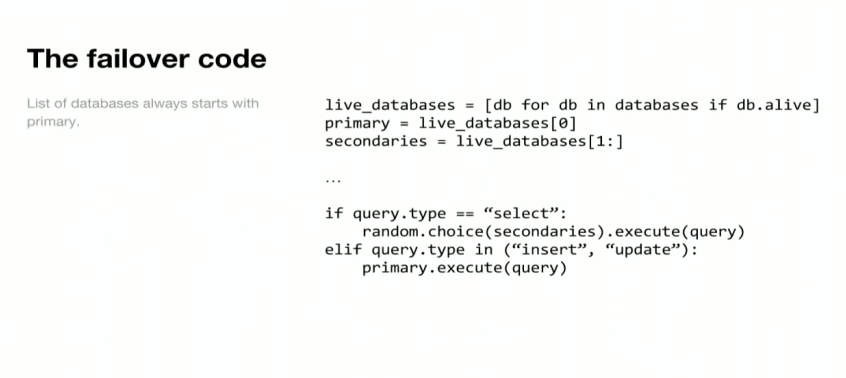 The failover code
List of databases always starts with
primary.
live_databases = [db for db in databases if db.alive]
primary = live_databases[0]
secondaries = live_databases[1:]
...
if query.type == “select”:
    random.choice(secondaries).execute(query)
elif query.type in (“insert”, “update”):
    primary.execute(query)